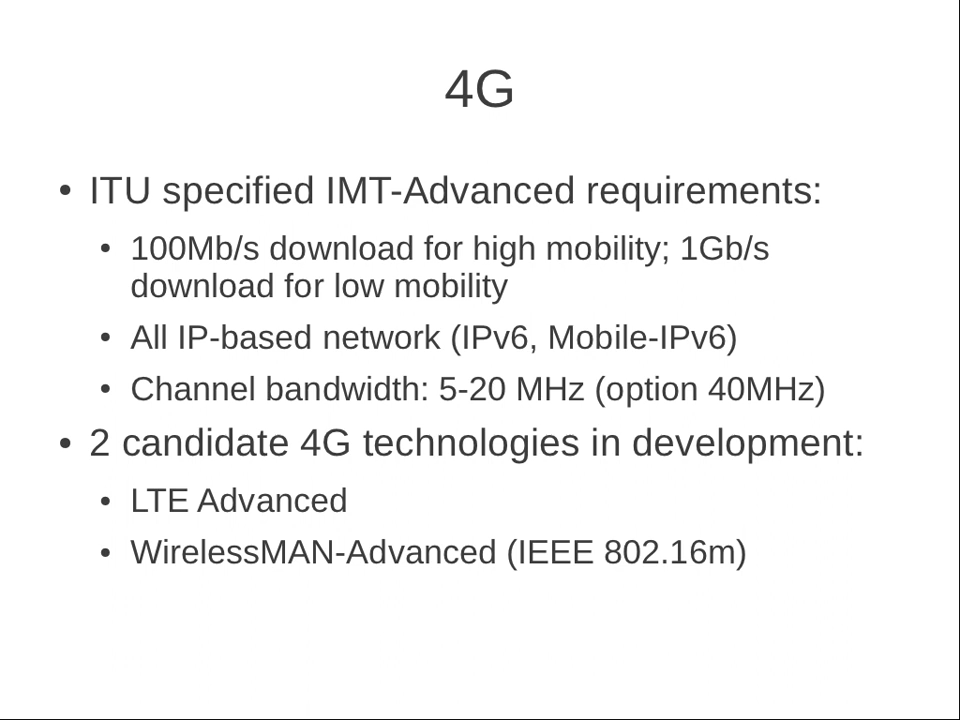 4G
• ITU specified IMT-Advanced requirements:
• 100Mb/s download for high mobility; 1Gb/s
download for low mobility
• All IP-based network (IPv6, Mobile-IPv6)
• Channel bandwidth: 5-20 MHz (option 40MHz)
• 2 candidate 4G technologies in development:
• LTE Advanced
• WirelessMAN-Advanced (IEEE 802.16m)